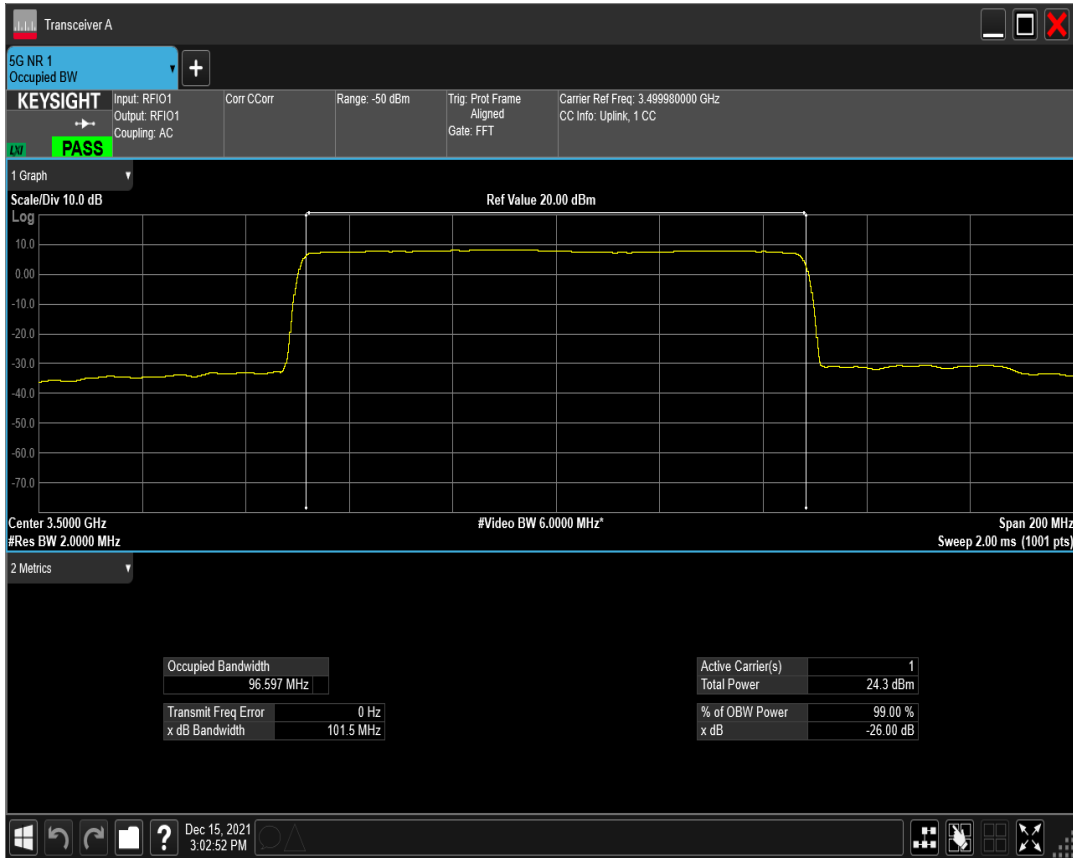 Transceiver A
5G NR 1
Occupied BW
+
KEYSIGHT
LXI PASS
Input: RFIO1
Output: RFIO1
Coupling: AC
Corr CCorr
Range: -50 dBm
Trig: Prot Frame
Aligned
Gate: FFT
Carrier Ref Freq: 3.499980000 GHz
CC Info: Uplink, 1 CC
1 Graph
Scale/Div 10.0 dB
Ref Value 20.00 dBm
Log
10.0
0.00
-10.0
-20.0
-30.0
-40.0
-50.0
-60.0
-70.0
Center 3.5000 GHz
#Video BW 6.0000 MHz*
Span 200 MHz
#Res BW 2.0000 MHz
Sweep 2.00 ms (1001 pts)
2 Metrics
Occupied Bandwidth
96.597 MHz
Transmit Freq Error 0 Hz
x dB Bandwidth 101.5 MHz
Active Carrier(s) 1
Total Power 24.3 dBm
% of OBW Power 99.00 %
x dB -26.00 dB
?
Dec 15, 2021
3:02:52 PM